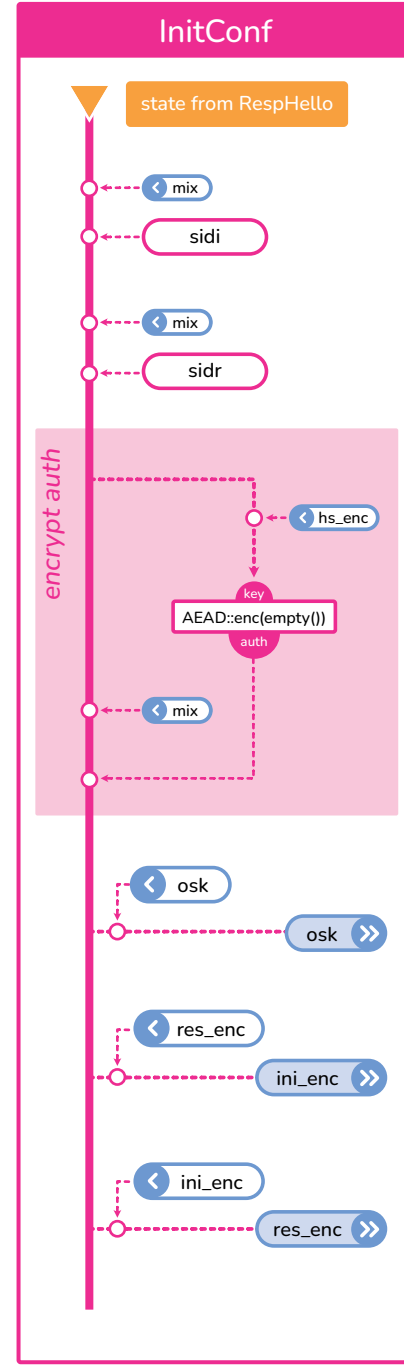 InitConf
state from RespHello
mix
sidi
mix
sidr
encrypt auth
hs_enc
key
AEAD::enc(empty())
auth
mix
osk
osk
res_enc
ini_enc
ini_enc
res_enc